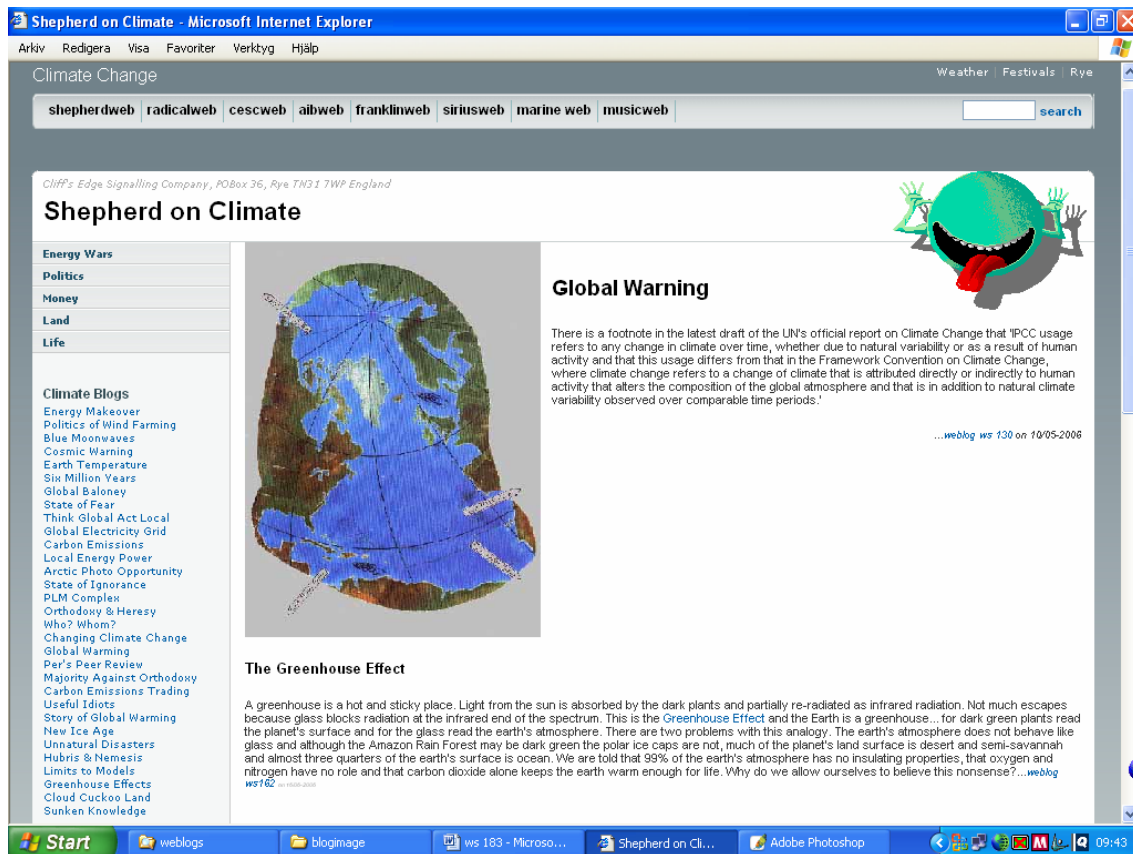 Shepherd on Climate - Microsoft Internet Explorer
Arkiv Redigera Visa Favoriter Verktyg Hjälp
Climate Change
Weather | Festivals | Rye
shepherdweb radicalweb cescweb aibweb franklinweb siriusweb marine web musicweb
search
Cliff's Edge Signalling Company, POBox 36, Rye TN31 7WP England
Shepherd on Climate
Energy Wars
Politics
Money
Land
Life
Climate Blogs
Energy Makeover
Politics of Wind Farming
Blue Moonwaves
Cosmic Warning
Earth Temperature
Six Million Years
Global Baloney
State of Fear
Think Global Act Local
Global Electricity Grid
Carbon Emissions
Local Energy Power
Arctic Photo Opportunity
State of Ignorance
PLM Complex
Orthodoxy & Heresy
Who? Whom?
Changing Climate Change
Global Warming
Per's Peer Review
Majority Against Orthodoxy
Carbon Emissions Trading
Useful Idiots
Story of Global Warming
New Ice Age
Unnatural Disasters
Hubris & Nemesis
Limits to Models
Greenhouse Effects
Cloud Cuckoo Land
Sunken Knowledge
Global Warning
There is a footnote in the latest draft of the UN's official report on Climate Change that 'IPCC usage
refers to any change in climate over time, whether due to natural variability or as a result of human
activity and that this usage differs from that in the Framework Convention on Climate Change,
where climate change refers to a change of climate that is attributed directly or indirectly to human
activity that alters the composition of the global atmosphere and that is in addition to natural climate
variability observed over comparable time periods.'
...weblog ws 130 on 10/05-2006
The Greenhouse Effect
A greenhouse is a hot and sticky place. Light from the sun is absorbed by the dark plants and partially re-radiated as infrared radiation. Not much escapes
because glass blocks radiation at the infrared end of the spectrum. This is the Greenhouse Effect and the Earth is a greenhouse... for dark green plants read
the planet's surface and for the glass read the earth's atmosphere. There are two problems with this analogy. The earth's atmosphere does not behave like
glass and although the Amazon Rain Forest may be dark green the polar ice caps are not, much of the planet's land surface is desert and semi-savannah
and almost three quarters of the earth's surface is ocean. We are told that 99% of the earth's atmosphere has no insulating properties, that oxygen and
nitrogen have no role and that carbon dioxide alone keeps the earth warm enough for life. Why do we allow ourselves to believe this nonsense?...weblog
ws162
Start weblogs blogimage ws 183 - Microso... Shepherd on Cli... Adobe Photoshop 09:43